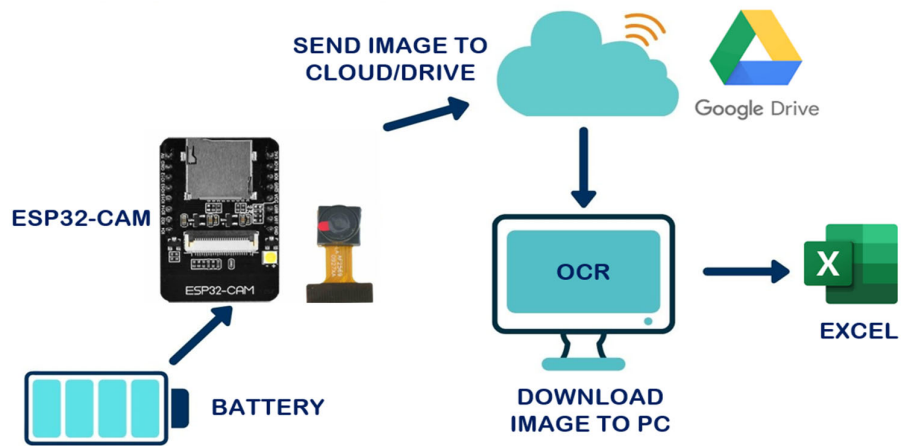 SEND IMAGE TO
CLOUD/DRIVE
Google Drive
ESP32-CAM
ESP32-CAM
OCR
X
EXCEL
BATTERY
DOWNLOAD
IMAGE TO PC